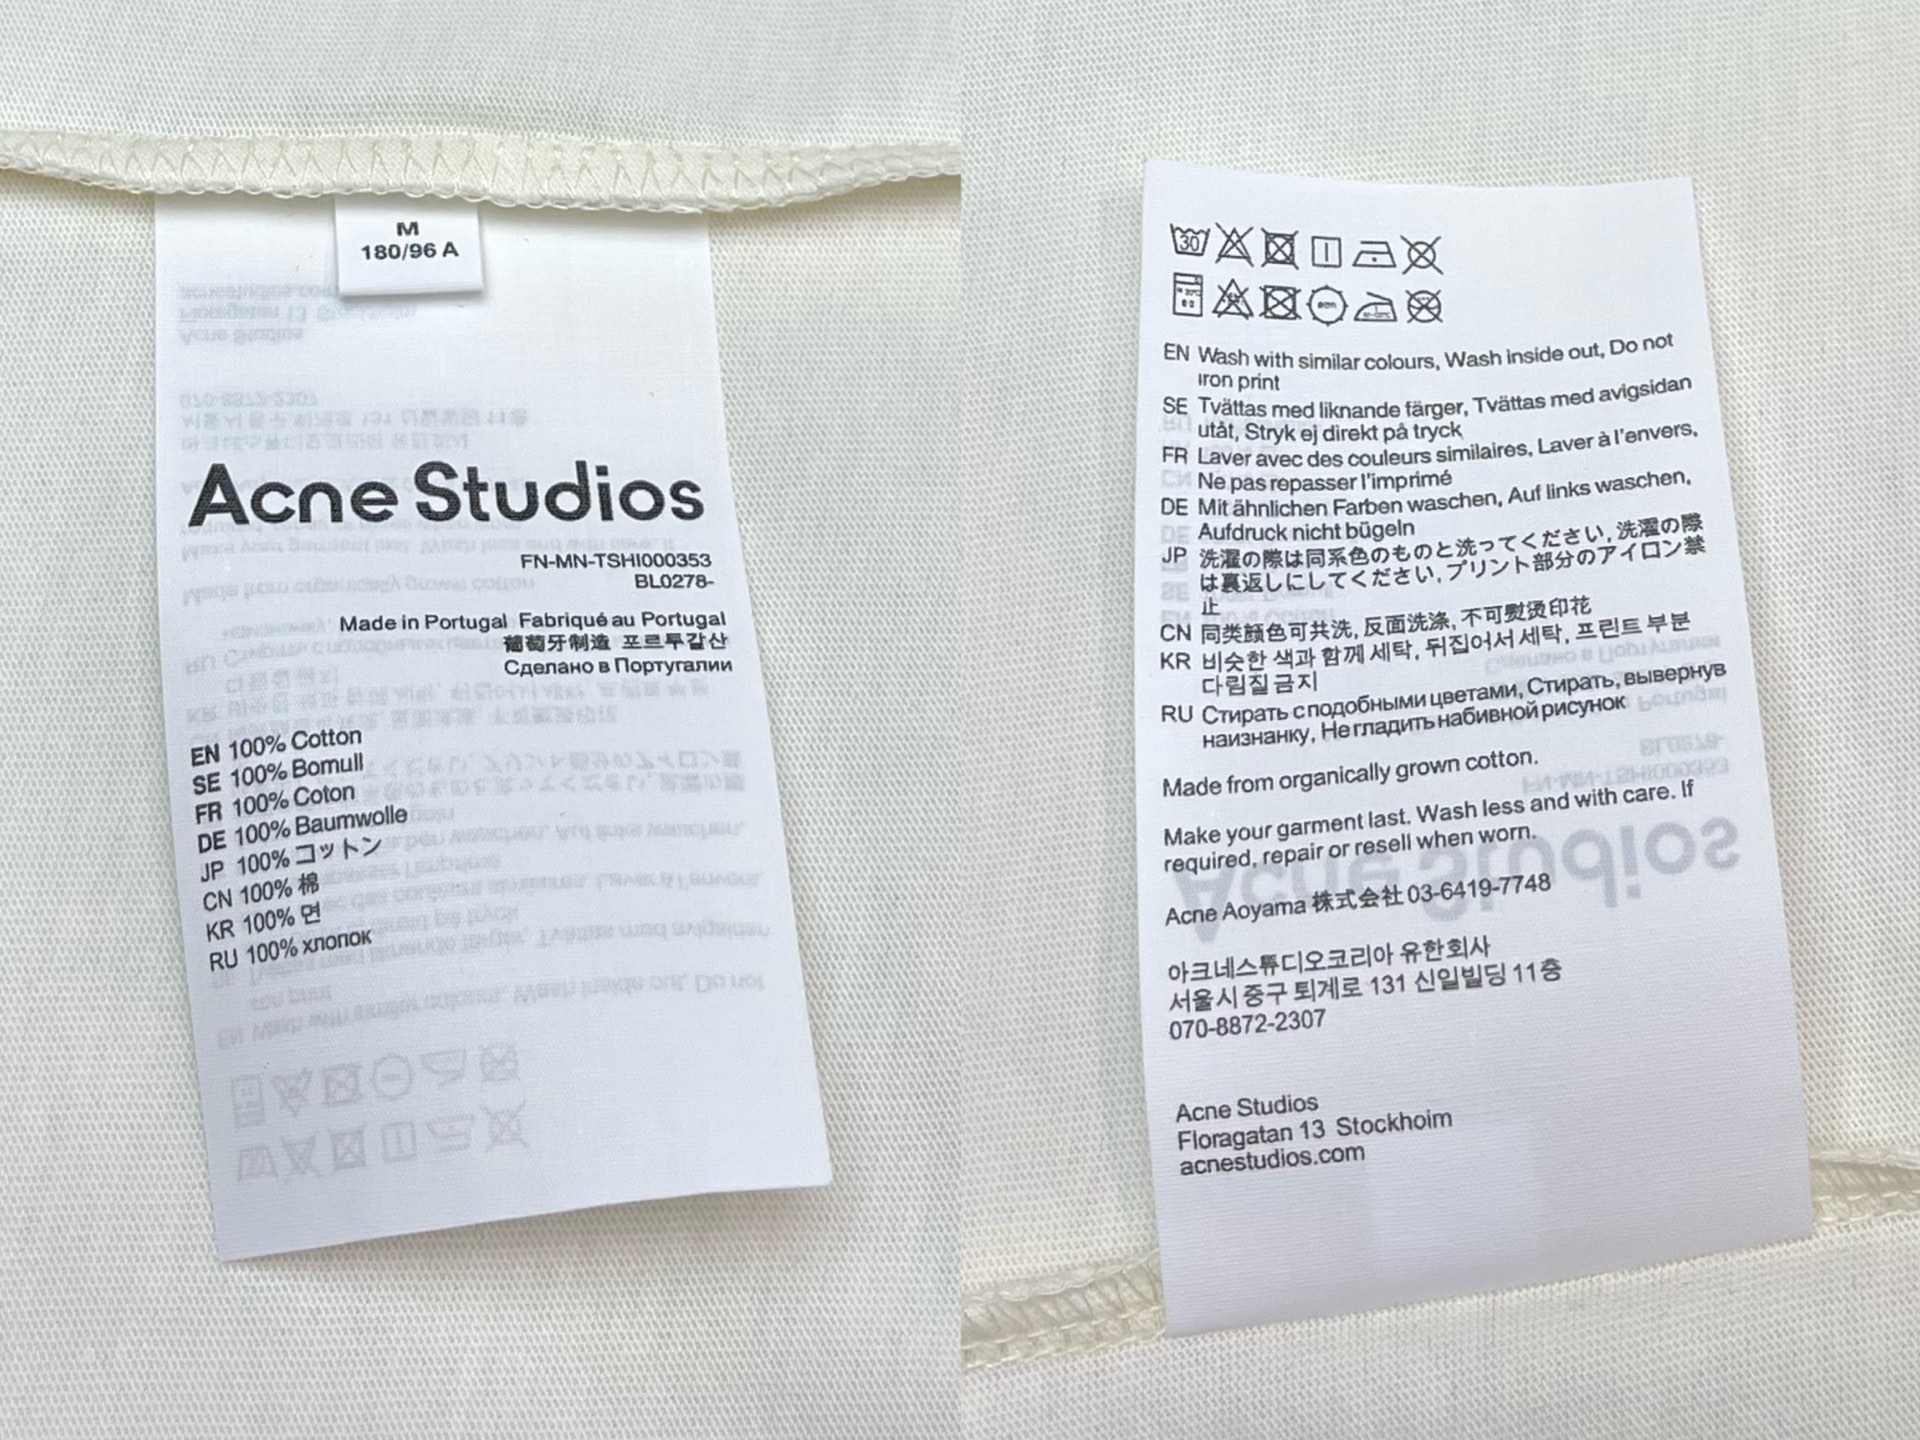 M
180/96 A
Acne Studios
FN-MN-TSHI000353
BL0278-
Made in Portugal Fabriqué au Portugal
葡萄牙制造 포르투갈산
Сделано в Португалии
EN 100% Cotton
SE 100% Bomull
FR 100% Coton
DE 100% Baumwolle
JP 100% コットン
CN 100% 棉
KR 100% 면
RU 100% хлопок
30
EN Wash with similar colours, Wash inside out, Do not
iron print
SE Tvättas med liknande färger, Tvättas med avigsidan
utåt, Stryk ej direkt på tryck
FR Laver avec des couleurs similaires, Laver à l'envers,
Ne pas repasser l'imprimé
DE Mit ähnlichen Farben waschen, Auf links waschen,
Aufdruck nicht bügeln
JP 洗濯の際は同系色のものと洗ってください, 洗濯の際
は裏返しにしてください, プリント部分のアイロン禁
止
CN 同类颜色可共洗, 反面洗涤, 不可熨烫印花
KR 비슷한 색과 함께 세탁, 뒤집어서 세탁, 프린트 부분
다림질 금지
RU Стирать с подобными цветами, Стирать, вывернув
наизнанку, Не гладить набивной рисунок
Made from organically grown cotton.
Make your garment last. Wash less and with care. If
required, repair or resell when worn.
Acne Aoyama 株式会社 03-6419-7748
아크네스튜디오코리아 유한회사
서울시 중구 퇴계로 131 신일빌딩 11층
070-8872-2307
Acne Studios
Floragatan 13 Stockhoim
acnestudios.com